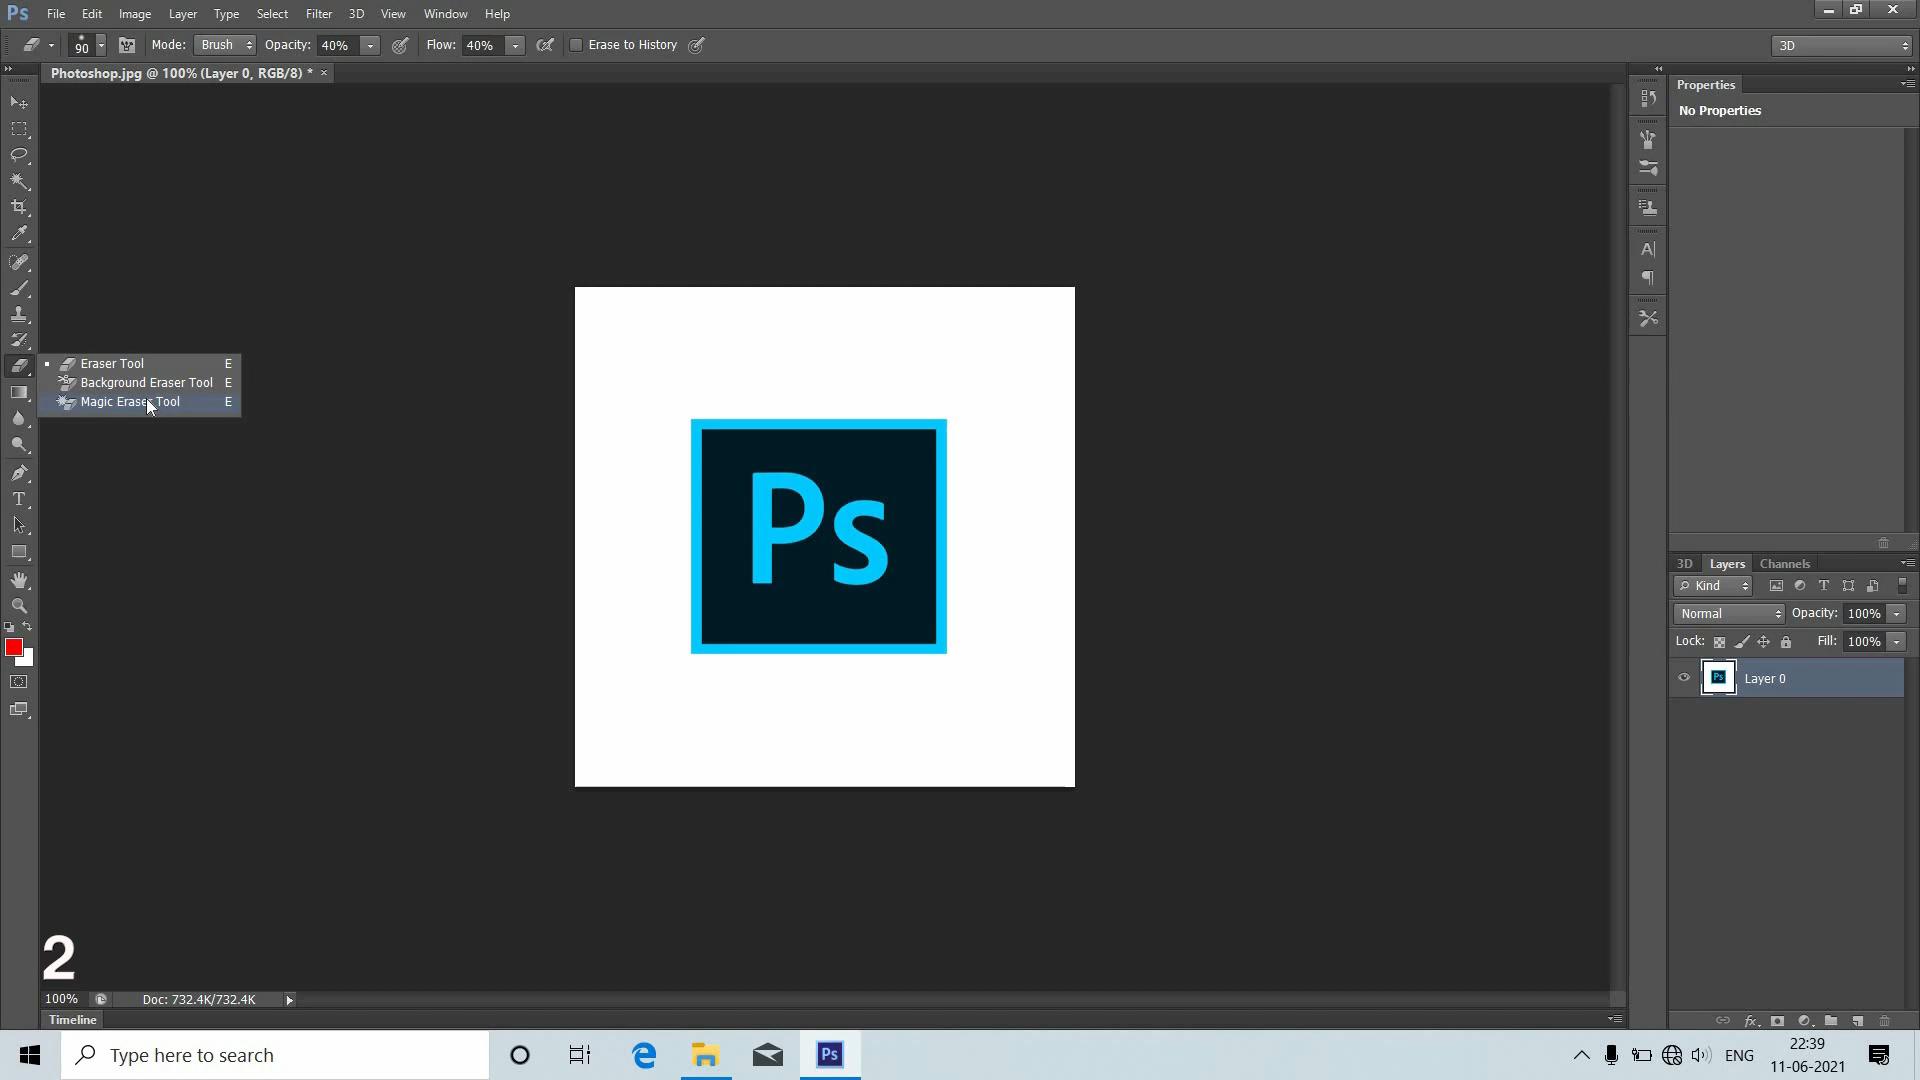 Ps File Edit Image Layer Type Select Filter 3D View Window Help
90 Mode: Brush Opacity: 40% Flow: 40% Erase to History 3D
Photoshop.jpg @ 100% (Layer 0, RGB/8) * ×
Properties
No Properties
Eraser Tool E
Background Eraser Tool E
Magic Eraser Tool E
Ps
T
3D Layers Channels
Kind
Normal Opacity: 100%
Lock: Fill: 100%
Ps Layer 0
2
100% Doc: 732.4K/732.4K
Timeline
Type here to search
Ps
ENG
22:39
11-06-2021